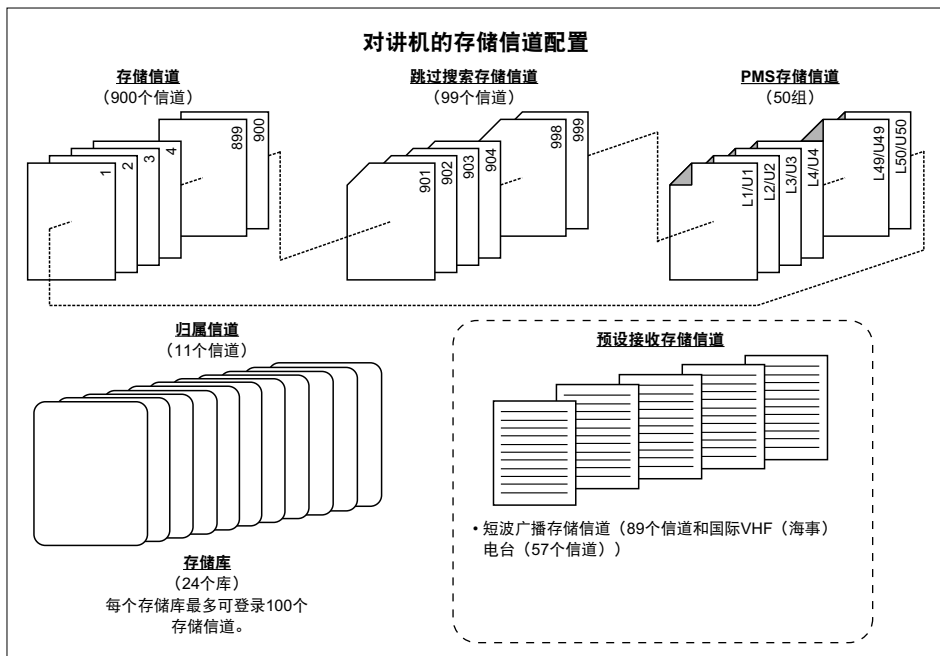 对讲机的存储信道配置
存储信道
（900个信道）
1
2
3
4
899
900
跳过搜索存储信道
（99个信道）
901
902
903
904
998
999
PMS存储信道
（50组）
L1/U1
L2/U2
L3/U3
L4/U4
L49/U49
L50/U50
归属信道
（11个信道）
存储库
（24个库）
每个存储库最多可登录100个
存储信道。
预设接收存储信道
• 短波广播存储信道（89个信道和国际VHF（海事）
电台（57个信道））